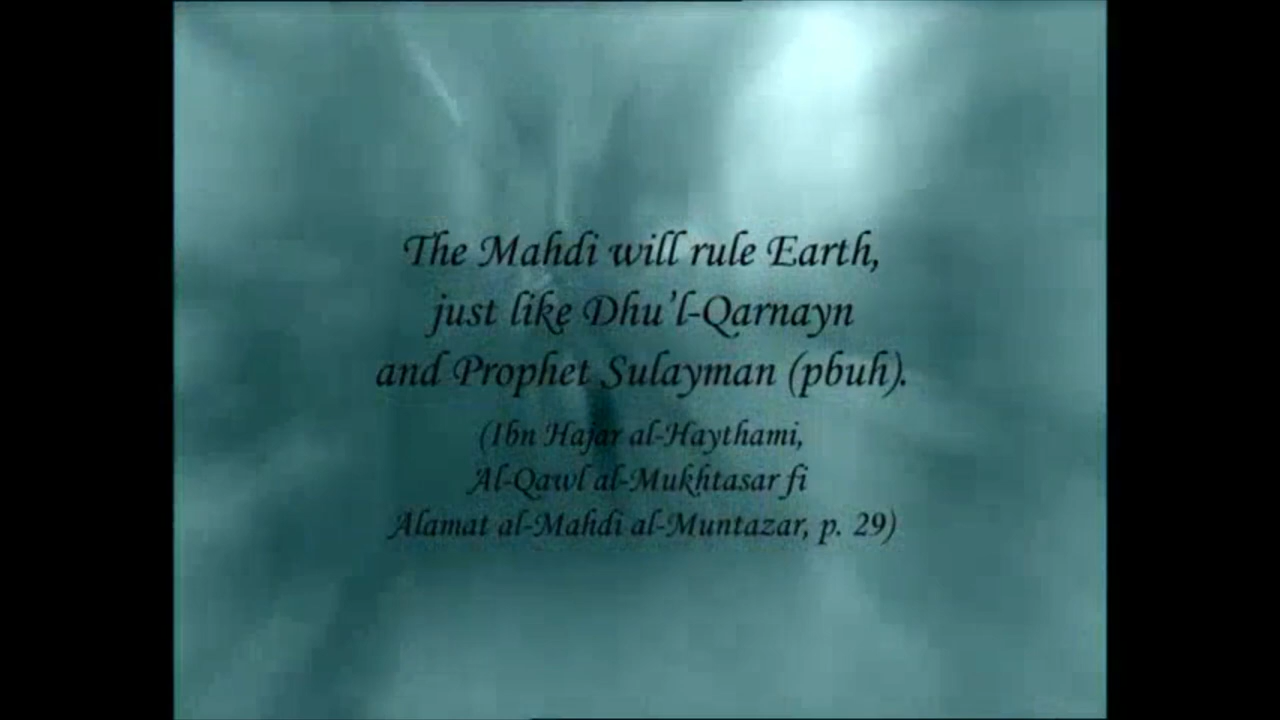 The Mahdi will rule Earth,
just like Dhu'l-Qarnayn
and Prophet Sulayman (pbuh).
(Ibn Hajar al-Haythami,
Al-Qawl al-Mukhtasar fi
Alamat al-Mahdi al-Muntazar, p. 29)